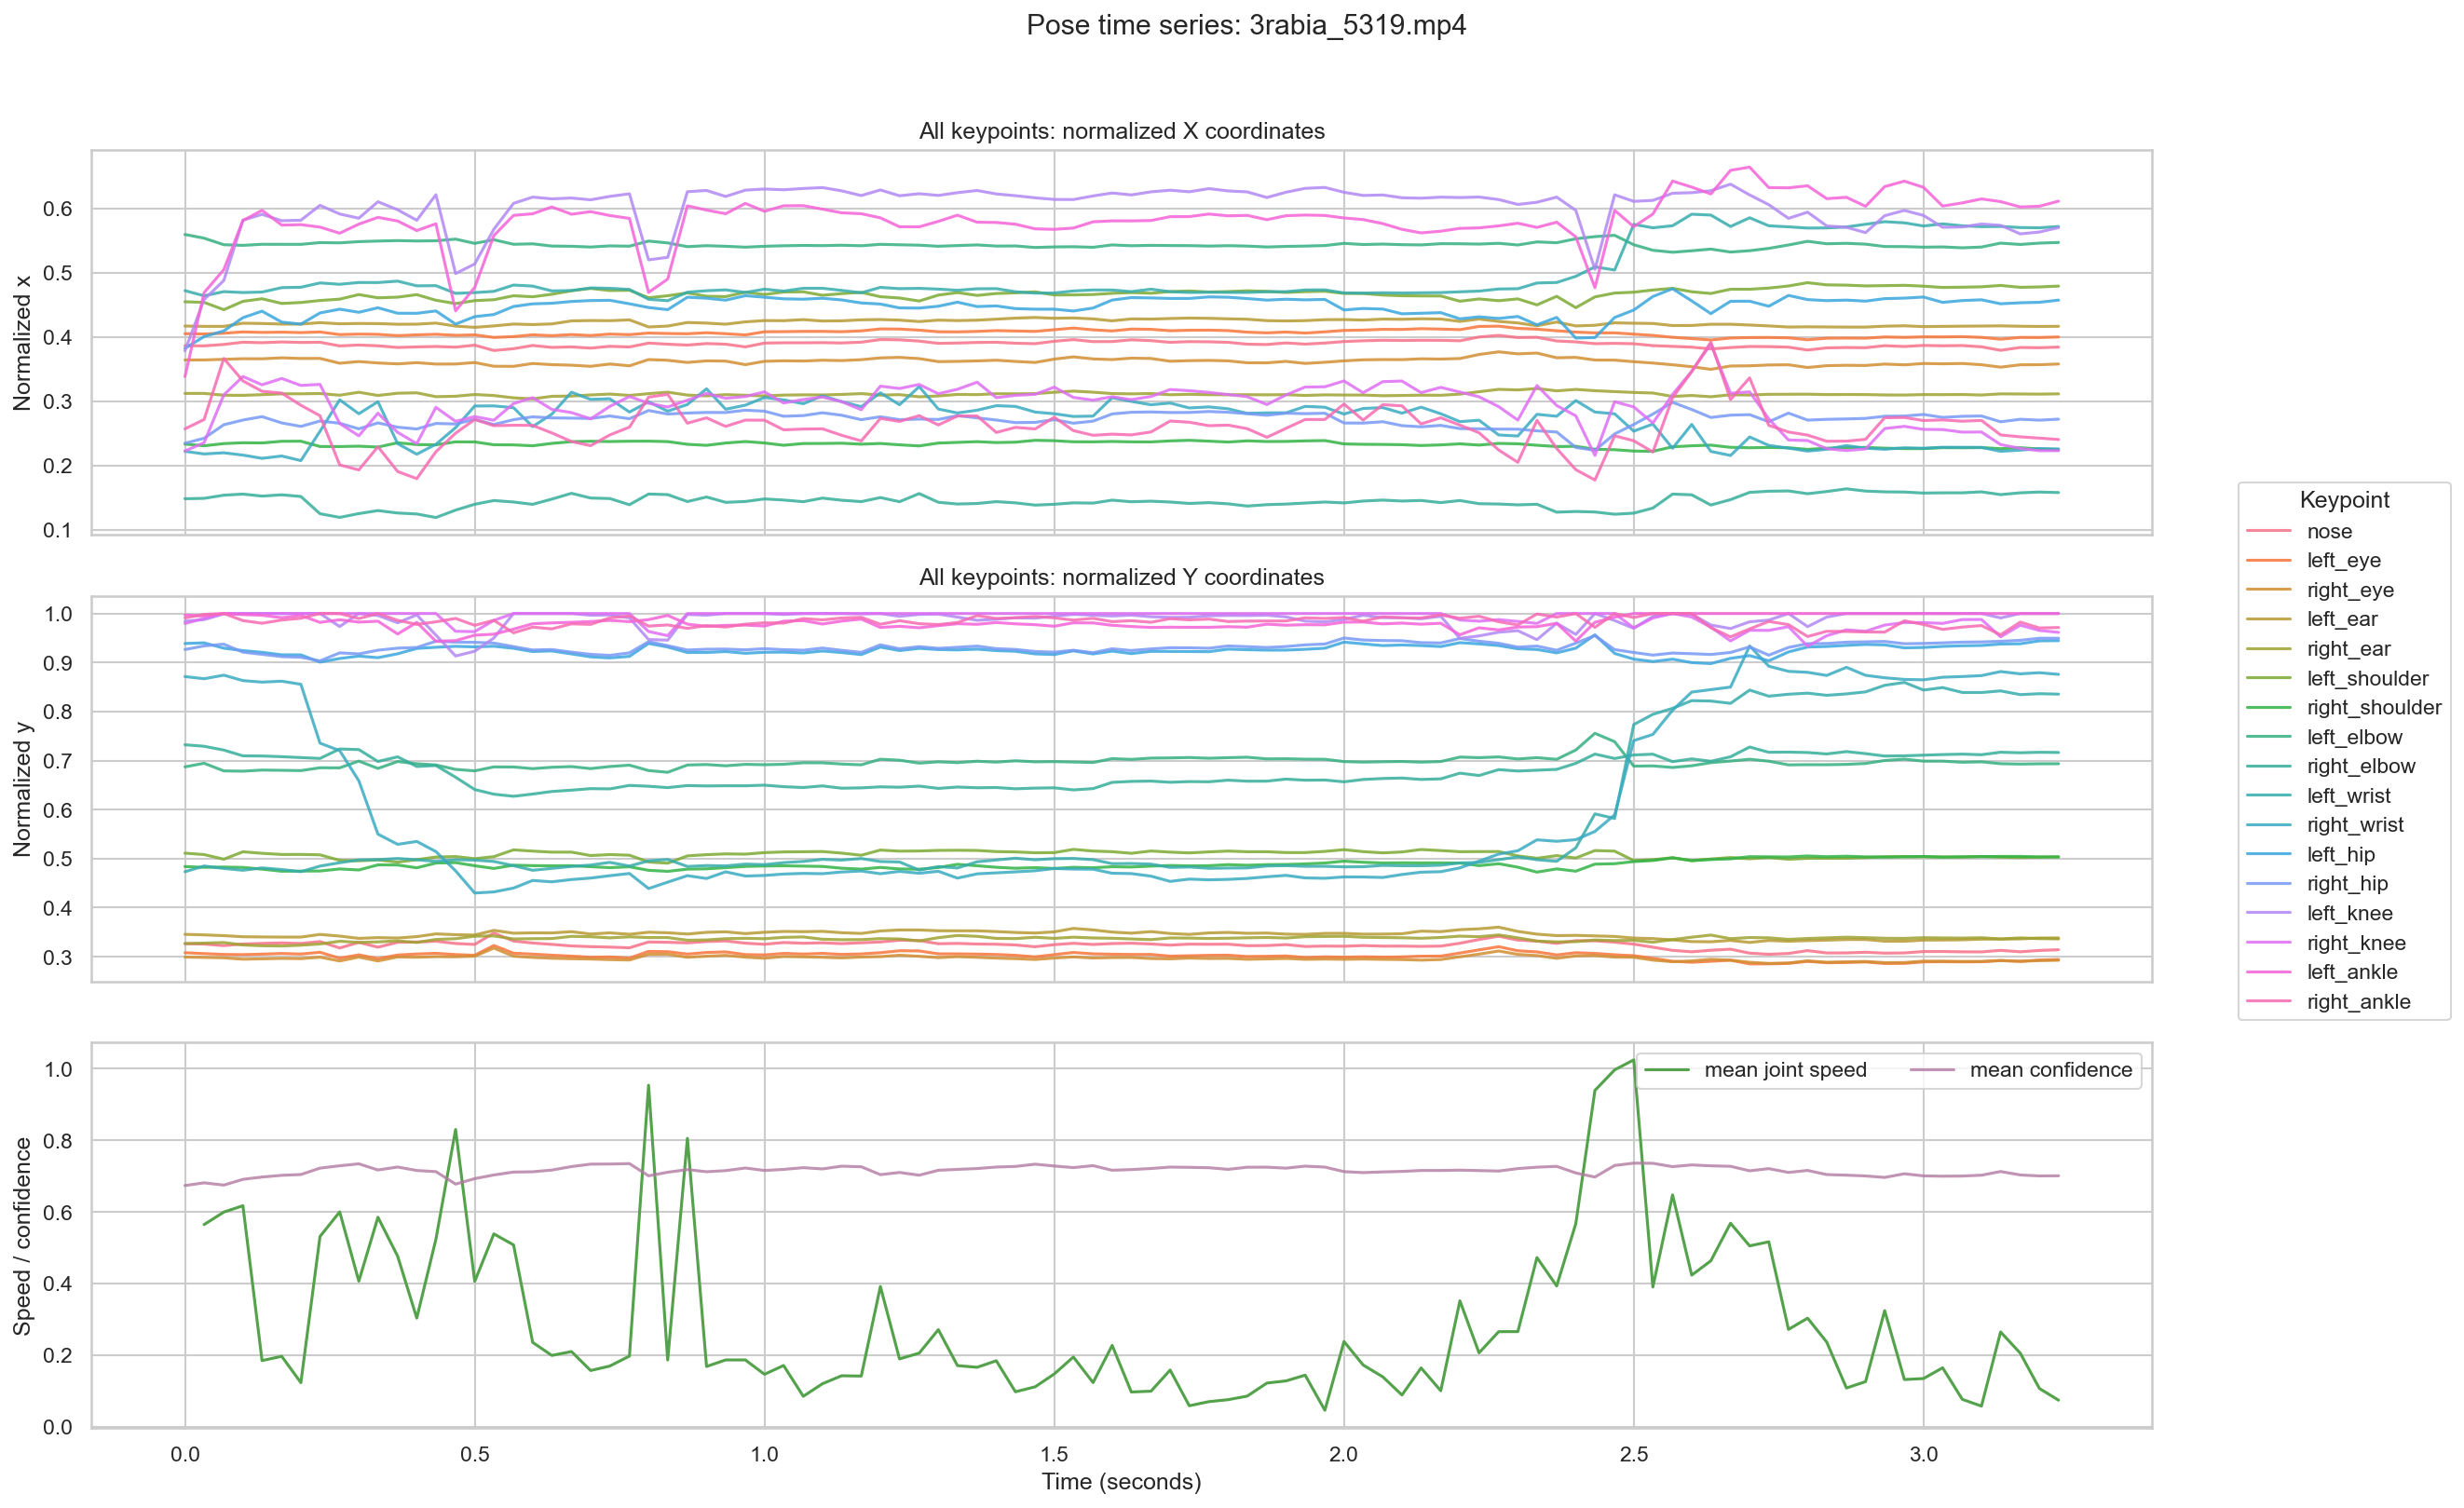 Pose time series: 3rabia_5319.mp4
All keypoints: normalized X coordinates
Normalized x
0.6
0.5
0.4
0.3
0.2
0.1
All keypoints: normalized Y coordinates
Normalized y
1.0
0.9
0.8
0.7
0.6
0.5
0.4
0.3
Keypoint
nose
left_eye
right_eye
left_ear
right_ear
left_shoulder
right_shoulder
left_elbow
right_elbow
left_wrist
right_wrist
left_hip
right_hip
left_knee
right_knee
left_ankle
right_ankle
Speed / confidence
1.0
0.8
0.6
0.4
0.2
0.0
mean joint speed mean confidence
0.0 0.5 1.0 1.5 2.0 2.5 3.0
Time (seconds)